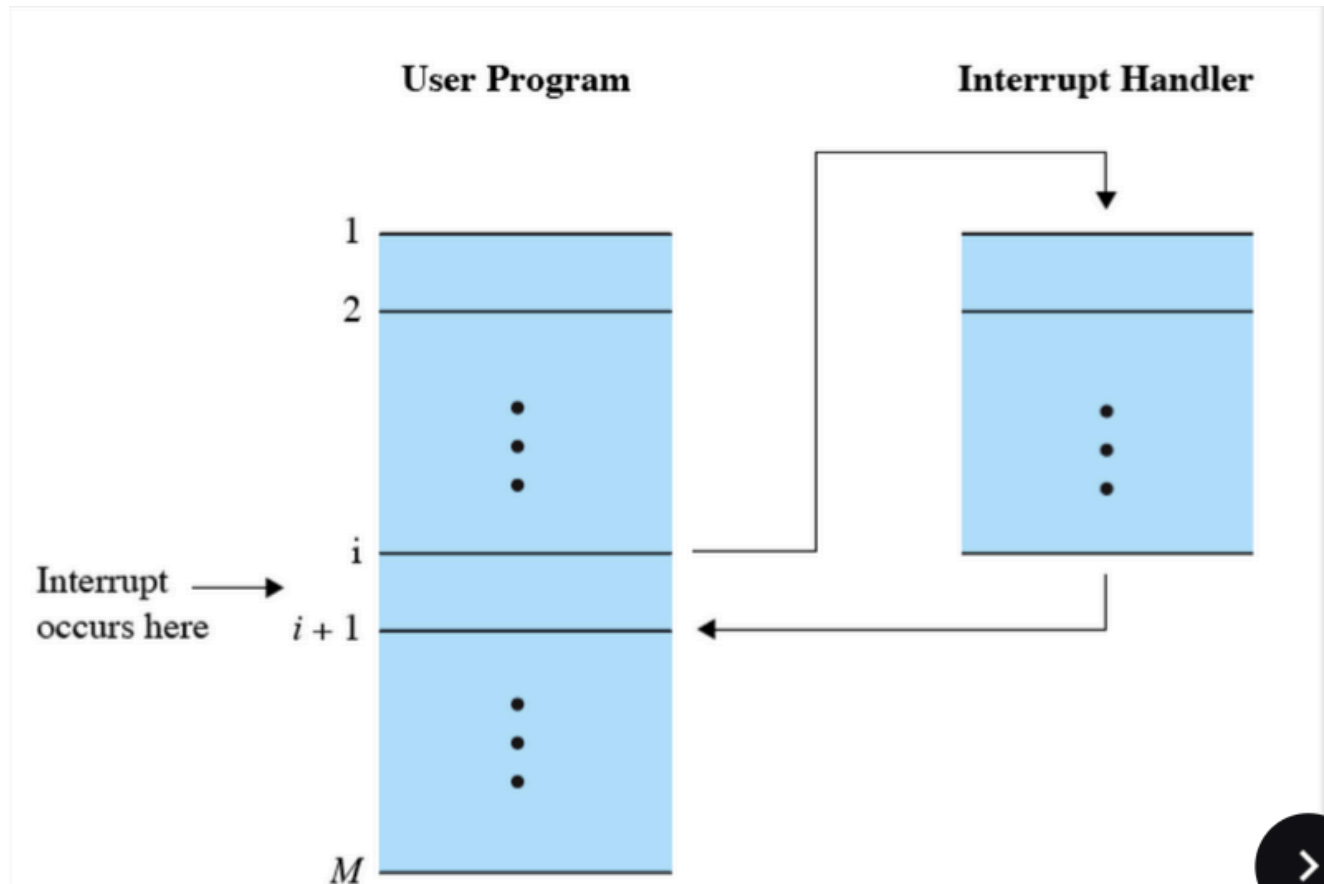 User Program
Interrupt Handler
1
2
i
Interrupt
occurs here
i + 1
M